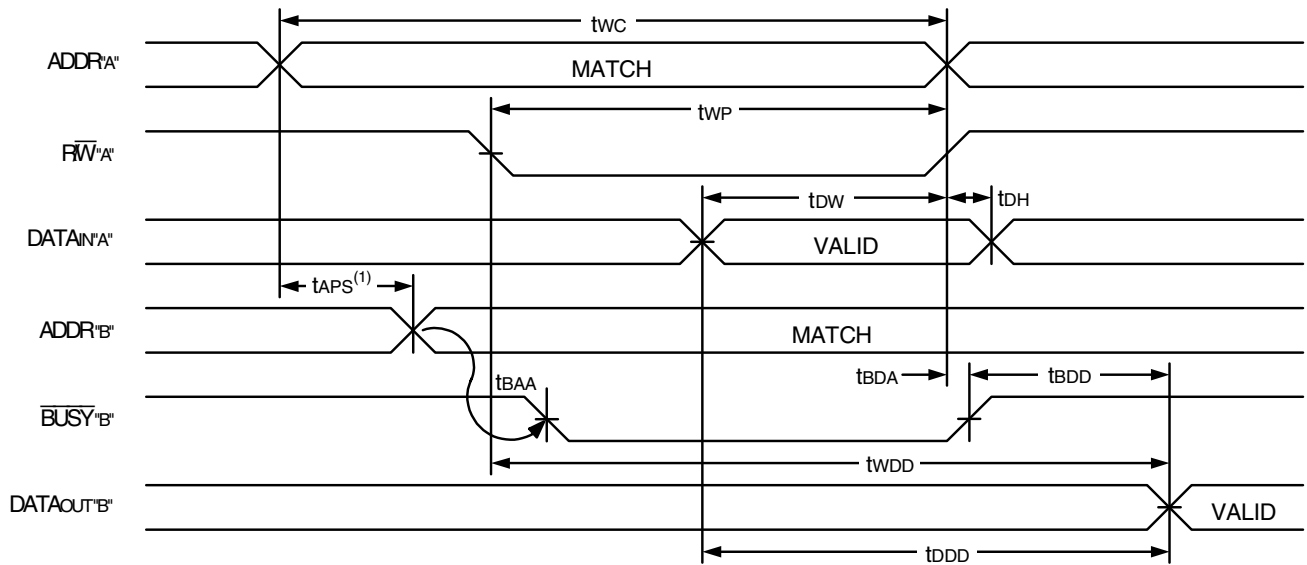 tWC
ADDR"A"
MATCH
tWP
R/W̅"A"
tDW
tDH
DATAIN"A"
VALID
tAPS(1)
ADDR"B"
MATCH
tBAA
tBDA
tBDD
B̅U̅S̅Y̅"B"
tWDD
DATAOUT"B"
VALID
tDDD